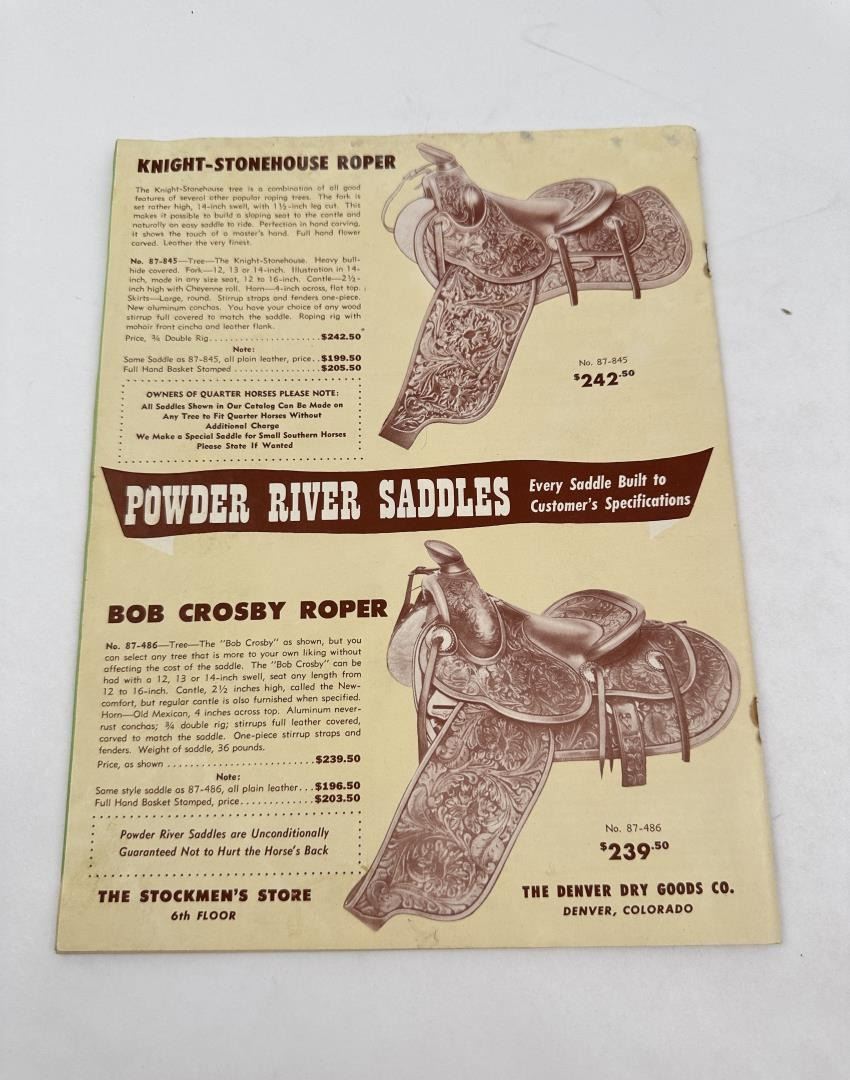 KNIGHT-STONEHOUSE ROPER
The Knight-Stonehouse tree is a combination of all good
features of several other popular roping trees. The fork is
set rather high, 14-inch swell, with 1½-inch leg cut. This
makes it possible to build a sloping seat to the cantle and
naturally an easy saddle to ride. Perfection in hand carving,
it shows the touch of a master's hand. Full hand flower
carved. Leather the very finest.
No. 87-845—Tree—The Knight-Stonehouse. Heavy bull-
hide covered. Fork—12, 13 or 14-inch. Illustration in 14-
inch, made in any size seat, 12 to 16-inch. Cantle—2½-
inch high with Cheyenne roll. Horn—4-inch across, flat top.
Skirts—Large, round. Stirrup straps and fenders one-piece.
New aluminum conchas. You have your choice of any wood
stirrup full covered to match the saddle. Roping rig with
mohair front cincha and leather flank.
Price, ¾ Double Rig......................$242.50
Note:
Same Saddle as 87-845, all plain leather, price..$199.50
Full Hand Basket Stamped..................$205.50
OWNERS OF QUARTER HORSES PLEASE NOTE:
All Saddles Shown in Our Catalog Can Be Made on
Any Tree to Fit Quarter Horses Without
Additional Charge
We Make a Special Saddle for Small Southern Horses
Please State If Wanted
No. 87-845
$242.50
POWDER RIVER SADDLES
Every Saddle Built to
Customer's Specifications
BOB CROSBY ROPER
No. 87-486—Tree—The "Bob Crosby" as shown, but you
can select any tree that is more to your own liking without
affecting the cost of the saddle. The "Bob Crosby" can be
had with a 12, 13 or 14-inch swell, seat any length from
12 to 16-inch. Cantle, 2½ inches high, called the New-
comfort, but regular cantle is also furnished when specified.
Horn—Old Mexican, 4 inches across top. Aluminum never-
rust conchas; ¾ double rig; stirrups full leather covered,
carved to match the saddle. One-piece stirrup straps and
fenders. Weight of saddle, 36 pounds.
Price, as shown ........................$239.50
Note:
Same style saddle as 87-486, all plain leather...$196.50
Full Hand Basket Stamped, price.............$203.50
Powder River Saddles are Unconditionally
Guaranteed Not to Hurt the Horse's Back
No. 87-486
$239.50
THE STOCKMEN'S STORE
6th FLOOR
THE DENVER DRY GOODS CO.
DENVER, COLORADO